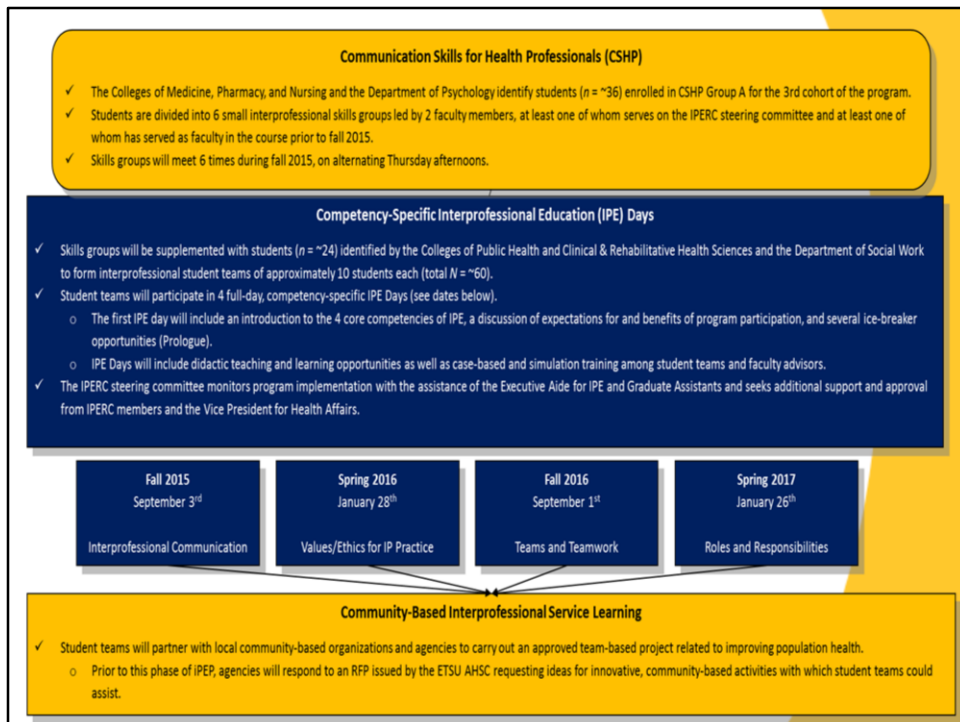 Communication Skills for Health Professionals (CSHP)
✓ The Colleges of Medicine, Pharmacy, and Nursing and the Department of Psychology identify students (n = ~36) enrolled in CSHP Group A for the 3rd cohort of the program.
✓ Students are divided into 6 small interprofessional skills groups led by 2 faculty members, at least one of whom serves on the IPERC steering committee and at least one of
whom has served as faculty in the course prior to fall 2015.
✓ Skills groups will meet 6 times during fall 2015, on alternating Thursday afternoons.
Competency-Specific Interprofessional Education (IPE) Days
✓ Skills groups will be supplemented with students (n = ~24) identified by the Colleges of Public Health and Clinical & Rehabilitative Health Sciences and the Department of Social Work
to form interprofessional student teams of approximately 10 students each (total N = ~60).
✓ Student teams will participate in 4 full-day, competency-specific IPE Days (see dates below).
o The first IPE day will include an introduction to the 4 core competencies of IPE, a discussion of expectations for and benefits of program participation, and several ice-breaker
opportunities (Prologue).
o IPE Days will include didactic teaching and learning opportunities as well as case-based and simulation training among student teams and faculty advisors.
✓ The IPERC steering committee monitors program implementation with the assistance of the Executive Aide for IPE and Graduate Assistants and seeks additional support and approval
from IPERC members and the Vice President for Health Affairs.
Fall 2015
September 3rd
Interprofessional Communication
Spring 2016
January 28th
Values/Ethics for IP Practice
Fall 2016
September 1st
Teams and Teamwork
Spring 2017
January 26th
Roles and Responsibilities
Community-Based Interprofessional Service Learning
✓ Student teams will partner with local community-based organizations and agencies to carry out an approved team-based project related to improving population health.
o Prior to this phase of iPEP, agencies will respond to an RFP issued by the ETSU AHSC requesting ideas for innovative, community-based activities with which student teams could
assist.